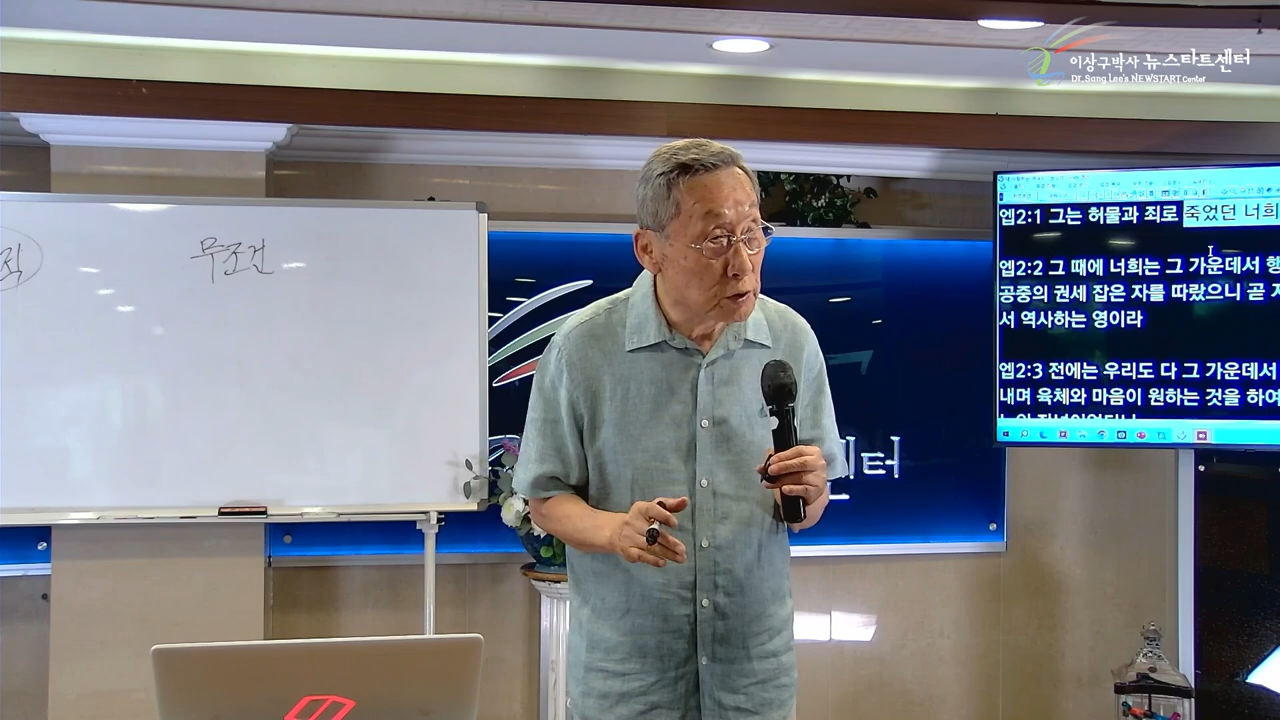 이상구박사 뉴스타트센터
Dr. Sang Lee's NEWSTART Center
직
무조건
엡2:1 그는 허물과 죄로 죽었던 너희
엡2:2 그 때에 너희는 그 가운데서 행
공중의 권세 잡은 자를 따랐으니 곧
서 역사하는 영이라
엡2:3 전에는 우리도 다 그 가운데서
내며 육체와 마음이 원하는 것을 하여
센터